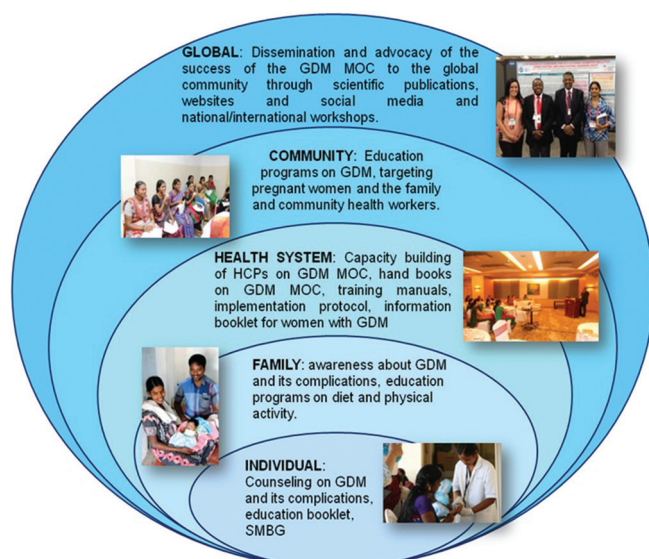 GLOBAL: Dissemination and advocacy of the
success of the GDM MOC to the global
community through scientific publications,
websites and social media and
national/international workshops.
COMMUNITY: Education
programs on GDM, targeting
pregnant women and the family
and community health workers.
HEALTH SYSTEM: Capacity building
of HCPs on GDM MOC, hand books
on GDM MOC, training manuals,
implementation protocol, information
booklet for women with GDM
FAMILY: awareness about GDM
and its complications, education
programs on diet and physical
activity.
INDIVIDUAL:
Counseling on GDM
and its complications,
education booklet,
SMBG